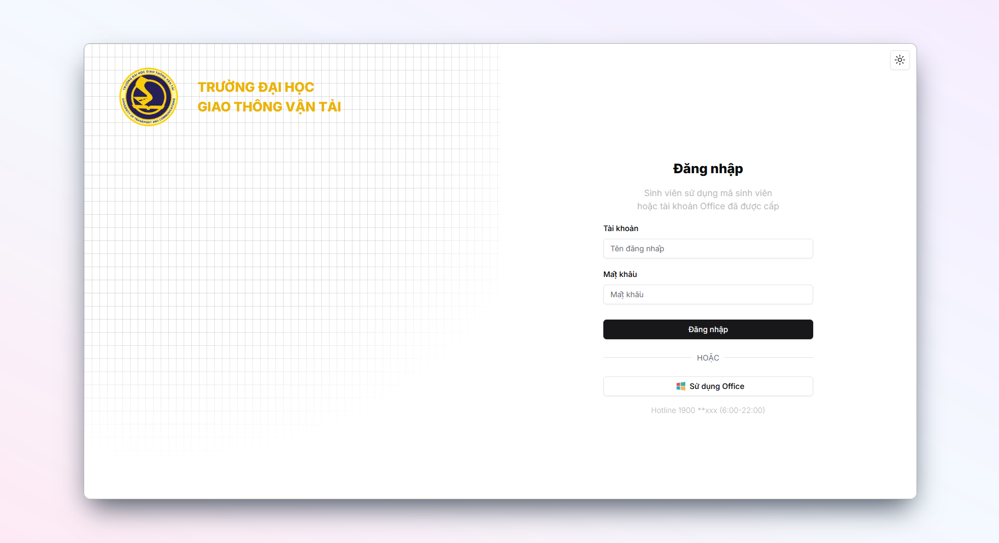 TRƯỜNG ĐẠI HỌC GIAO THÔNG VẬN TẢI
UNIVERSITY OF TRANSPORT AND COMMUNICATIONS
TRƯỜNG ĐẠI HỌC
GIAO THÔNG VẬN TẢI
Đăng nhập
Sinh viên sử dụng mã sinh viên
hoặc tài khoản Office đã được cấp
Tài khoản
Tên đăng nhập
Mật khẩu
Mật khẩu
Đăng nhập
HOẶC
Sử dụng Office
Hotline 1900 **xxx (6:00-22:00)